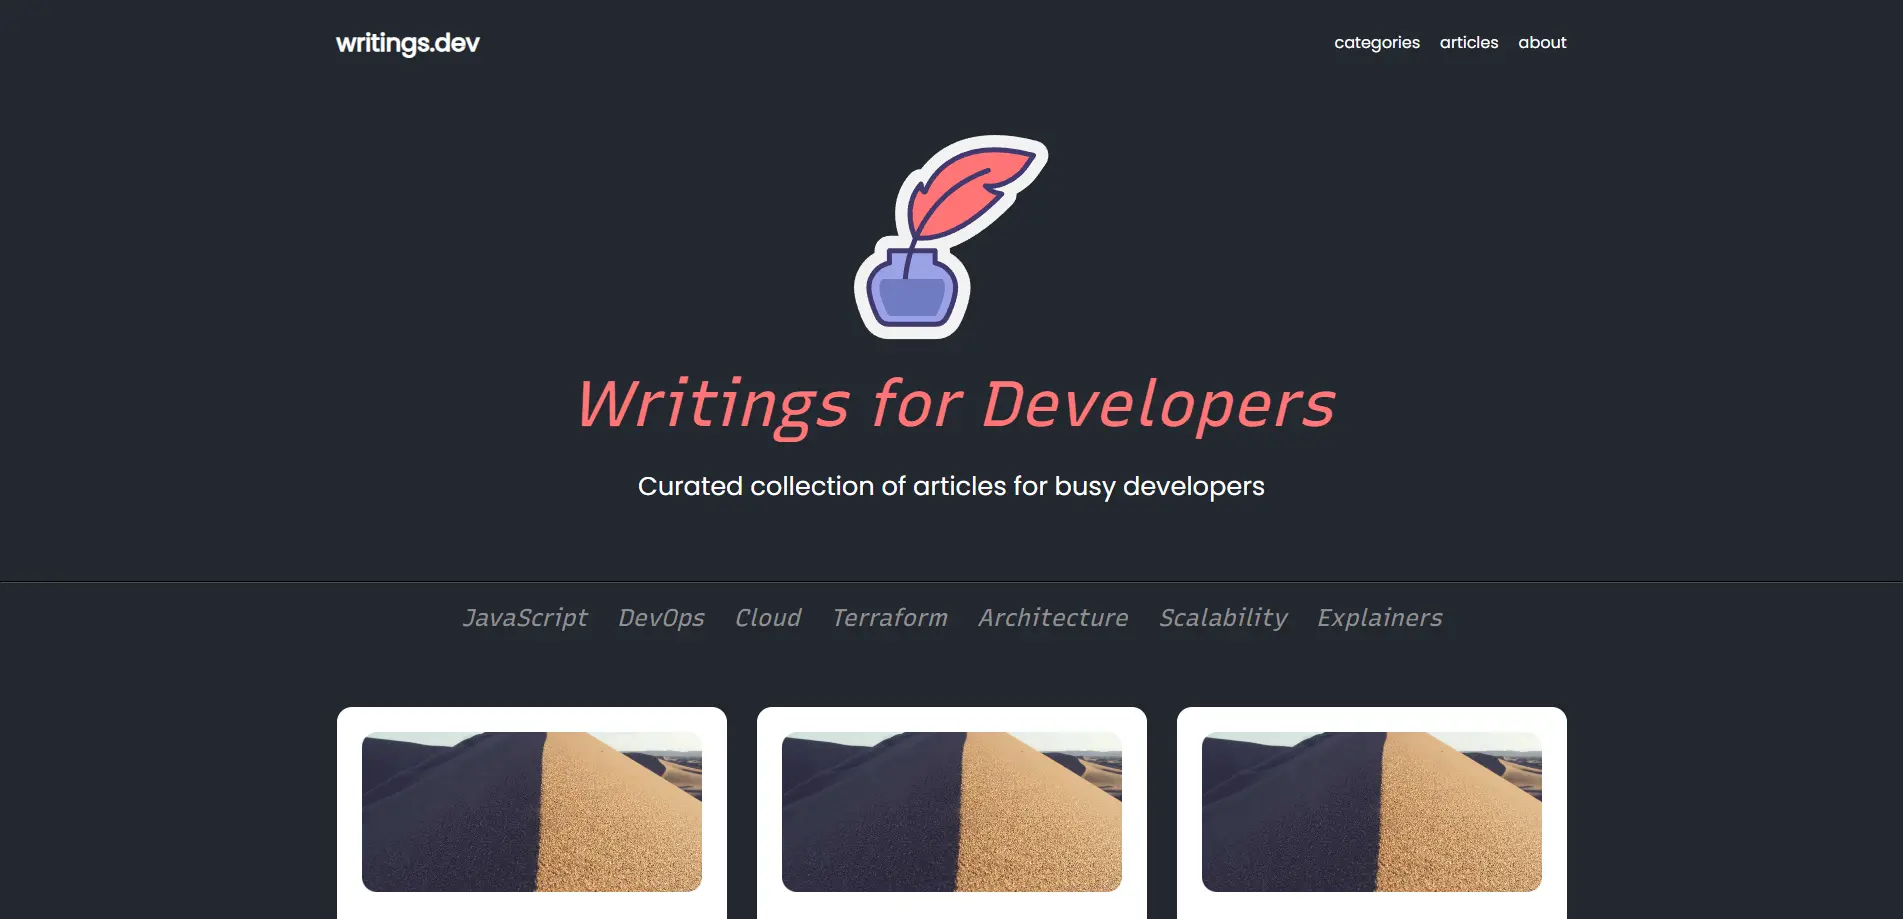 writings.dev
categories articles about
Writings for Developers
Curated collection of articles for busy developers
JavaScript DevOps Cloud Terraform Architecture Scalability Explainers